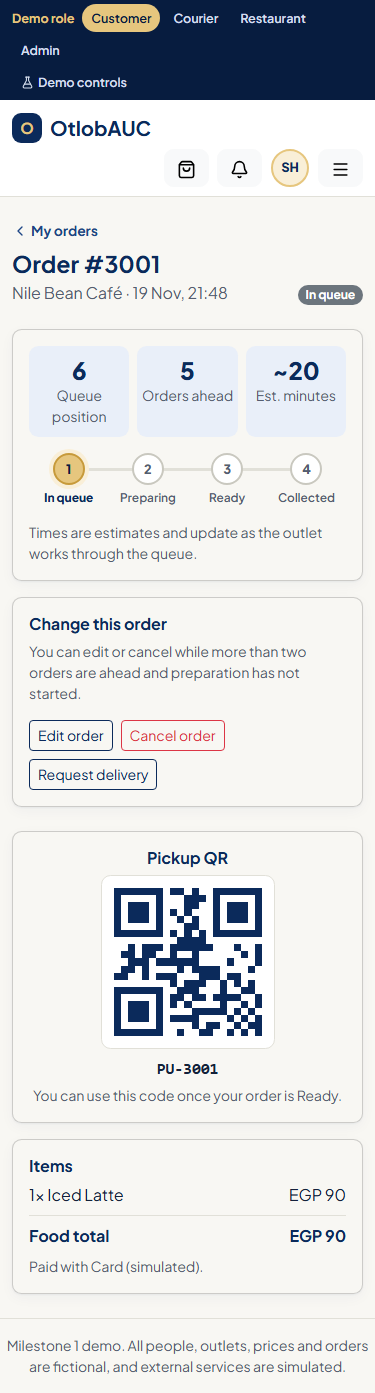 Demo role Customer Courier Restaurant
Admin
Demo controls
O OtlobAUC
SH
My orders
Order #3001
Nile Bean Café · 19 Nov, 21:48 In queue
6 5 ~20
Queue position Orders ahead Est. minutes
1 2 3 4
In queue Preparing Ready Collected
Times are estimates and update as the outlet
works through the queue.
Change this order
You can edit or cancel while more than two
orders are ahead and preparation has not
started.
Edit order Cancel order
Request delivery
Pickup QR
PU-3001
You can use this code once your order is Ready.
Items
1× Iced Latte EGP 90
Food total EGP 90
Paid with Card (simulated).
Milestone 1 demo. All people, outlets, prices and orders
are fictional, and external services are simulated.